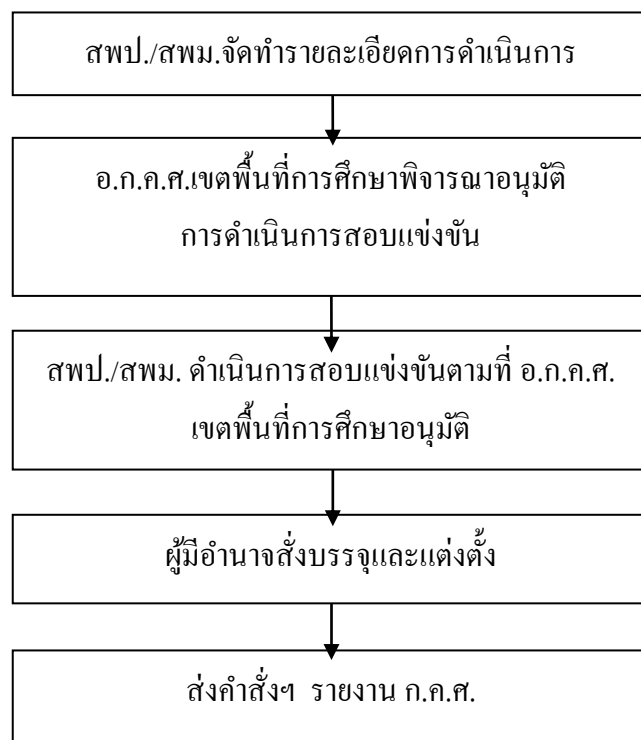 สพป./สพม.จัดทำรายละเอียดการดำเนินการ
อ.ก.ค.ศ.เขตพื้นที่การศึกษาพิจารณาอนุมัติ
การดำเนินการสอบแข่งขัน
สพป./สพม. ดำเนินการสอบแข่งขันตามที่ อ.ก.ค.ศ.
เขตพื้นที่การศึกษาอนุมัติ
ผู้มีอำนาจสั่งบรรจุและแต่งตั้ง
ส่งคำสั่งฯ รายงาน ก.ค.ศ.